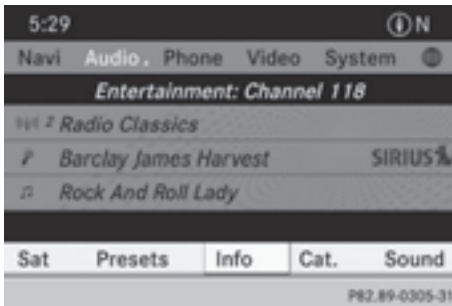 5:29 N
Navi Audio Phone Video System
Entertainment: Channel 118
2 Radio Classics
Barclay James Harvest SIRIUS
Rock And Roll Lady
Sat Presets Info Cat. Sound
P82.89-0305-31